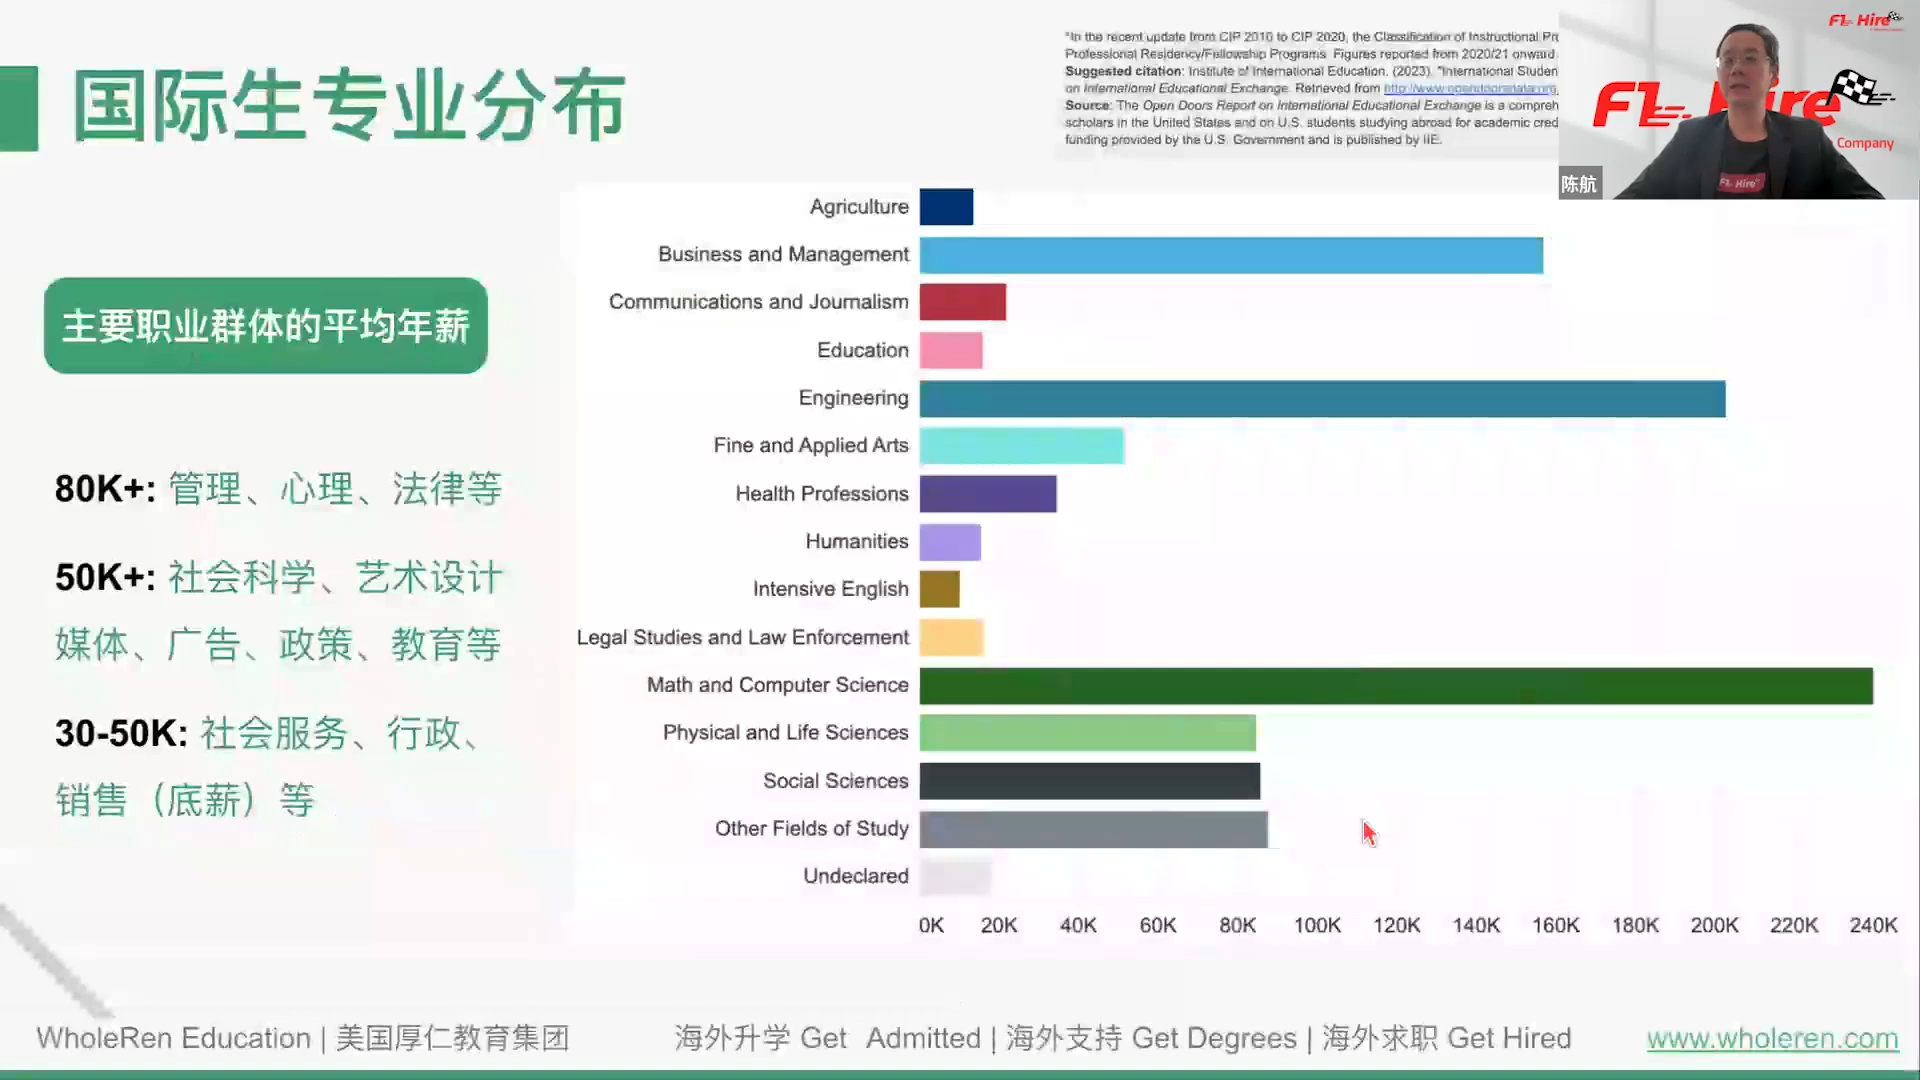 国际生专业分布
*In the recent update from CIP 2010 to CIP 2020, the Classification of Instructional Pr
Professional Residency/Fellowship Programs. Figures reported from 2020/21 onward
Suggested citation: Institute of International Education. (2023). "International Studen
on International Educational Exchange. Retrieved from http://www.opendoorsdata.org.
Source: The Open Doors Report on International Educational Exchange is a compreh
scholars in the United States and on U.S. students studying abroad for academic cred
funding provided by the U.S. Government and is published by IIE.
F1 Hire
F1 Hire
Company
F1 Hire
陈航
主要职业群体的平均年薪
80K+: 管理、心理、法律等
50K+: 社会科学、艺术设计
媒体、广告、政策、教育等
30-50K: 社会服务、行政、
销售（底薪）等
Agriculture
Business and Management
Communications and Journalism
Education
Engineering
Fine and Applied Arts
Health Professions
Humanities
Intensive English
Legal Studies and Law Enforcement
Math and Computer Science
Physical and Life Sciences
Social Sciences
Other Fields of Study
Undeclared
0K 20K 40K 60K 80K 100K 120K 140K 160K 180K 200K 220K 240K
WholeRen Education | 美国厚仁教育集团
海外升学 Get Admitted | 海外支持 Get Degrees | 海外求职 Get Hired
www.wholeren.com